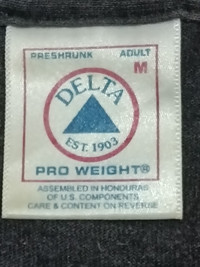 PRESHRUNK ADULT
M
DELTA
EST. 1903
PRO WEIGHT®
ASSEMBLED IN HONDURAS
OF U.S. COMPONENTS
CARE & CONTENT ON REVERSE